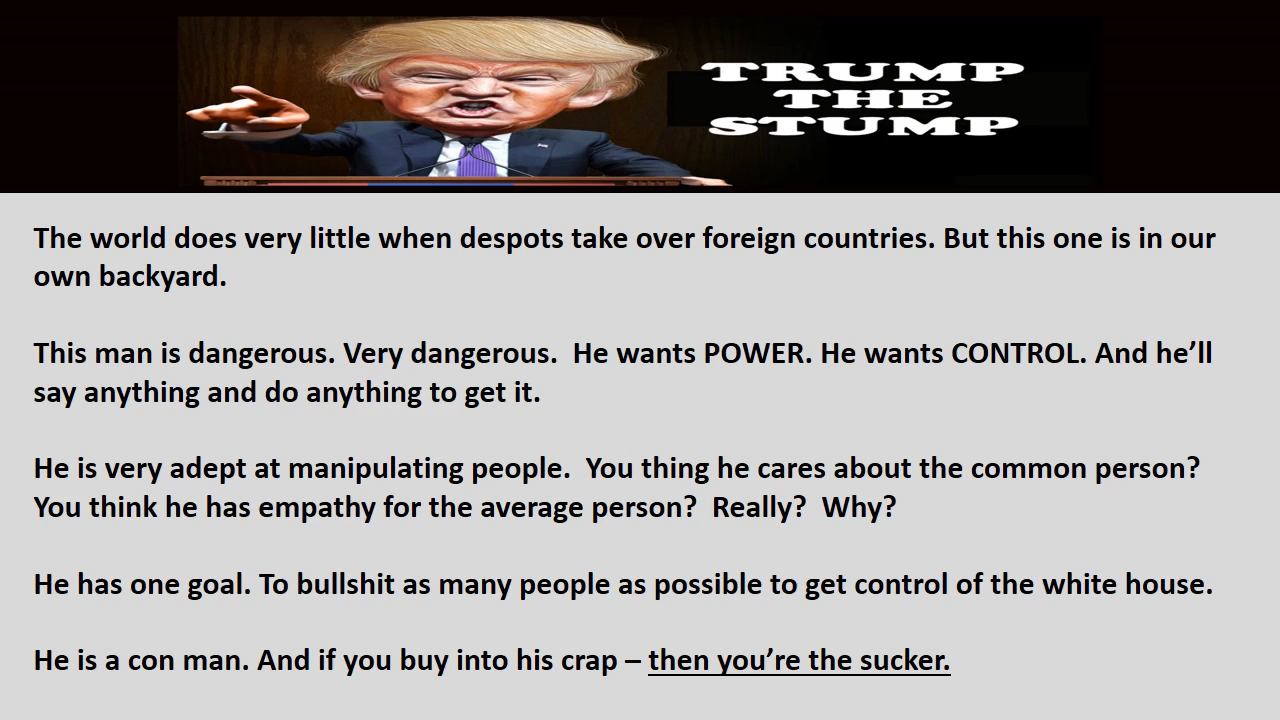 TRUMP
THE
STUMP
The world does very little when despots take over foreign countries. But this one is in our
own backyard.
This man is dangerous. Very dangerous.  He wants POWER. He wants CONTROL. And he’ll
say anything and do anything to get it.
He is very adept at manipulating people.  You thing he cares about the common person?
You think he has empathy for the average person?  Really?  Why?
He has one goal. To bullshit as many people as possible to get control of the white house.
He is a con man. And if you buy into his crap – then you’re the sucker.